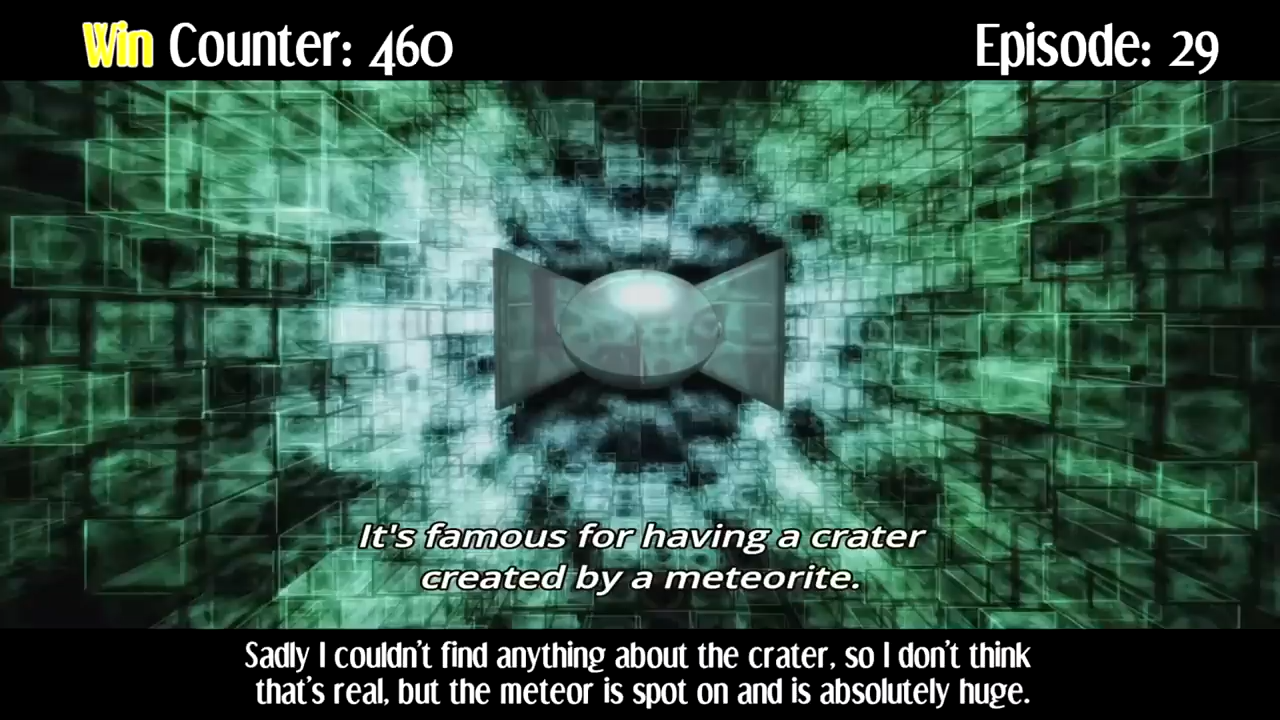 Win Counter: 460
Episode: 29
It's famous for having a crater
created by a meteorite.
Sadly I couldn't find anything about the crater, so I don't think
that's real, but the meteor is spot on and is absolutely huge.